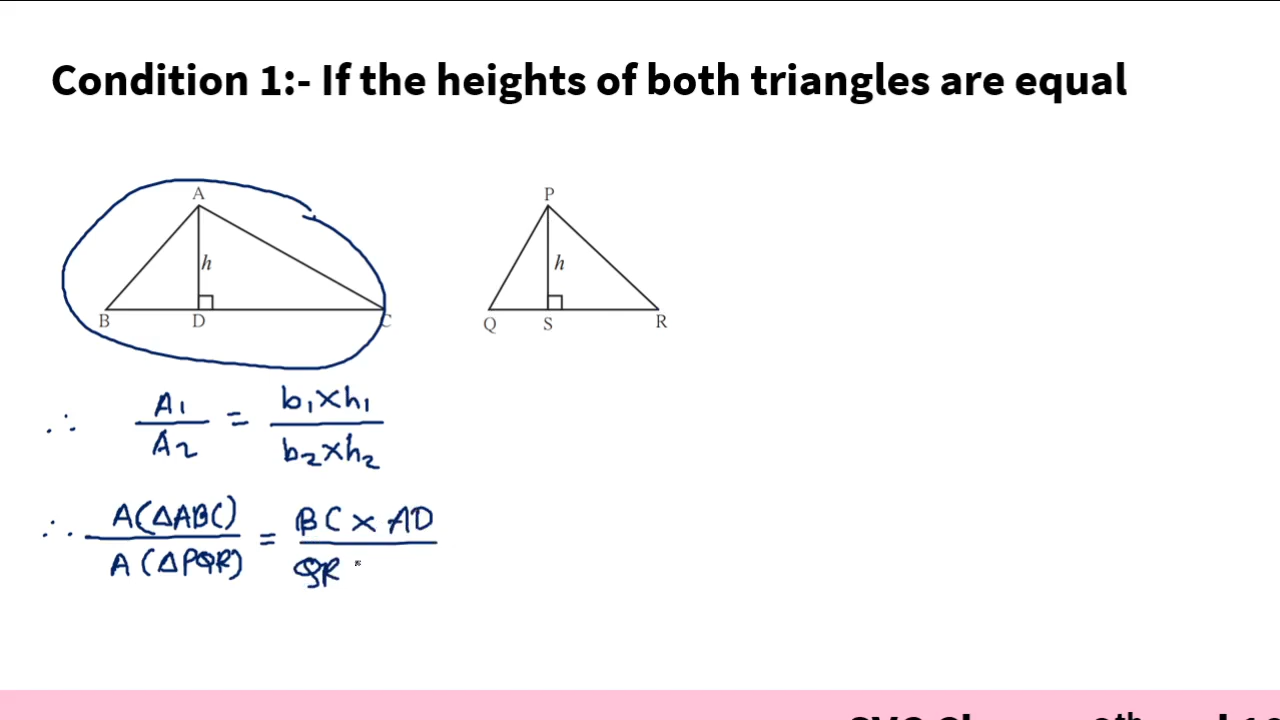 Condition 1:- If the heights of both triangles are equal
A P
h h
B D C Q S R
∴ A1/A2 = b1×h1/b2×h2
∴ A(△ABC)/A(△PQR) = BC × AD/QR